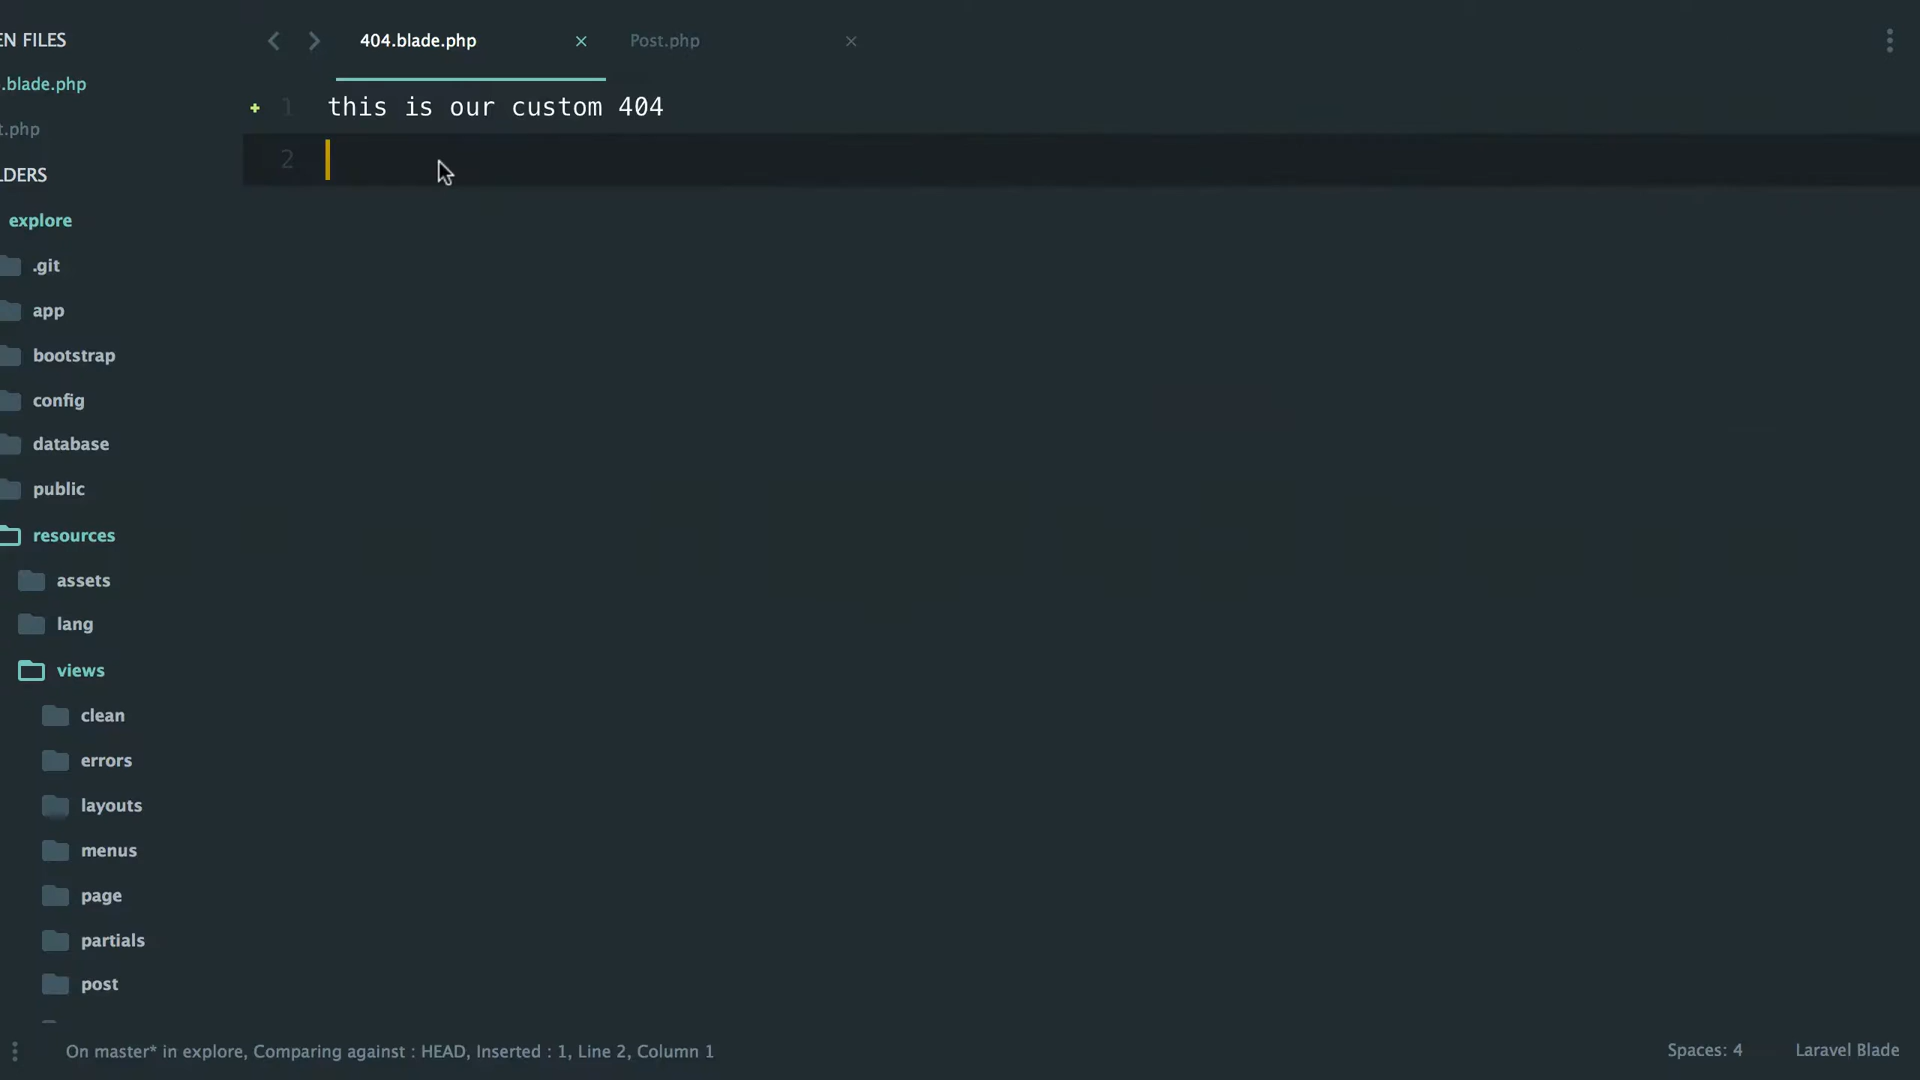 EN FILES
.blade.php
t.php
LDERS
explore
.git
app
bootstrap
config
database
public
resources
assets
lang
views
clean
errors
layouts
menus
page
partials
post
404.blade.php
Post.php
1 this is our custom 404
2
On master* in explore, Comparing against : HEAD, Inserted : 1, Line 2, Column 1
Spaces: 4
Laravel Blade